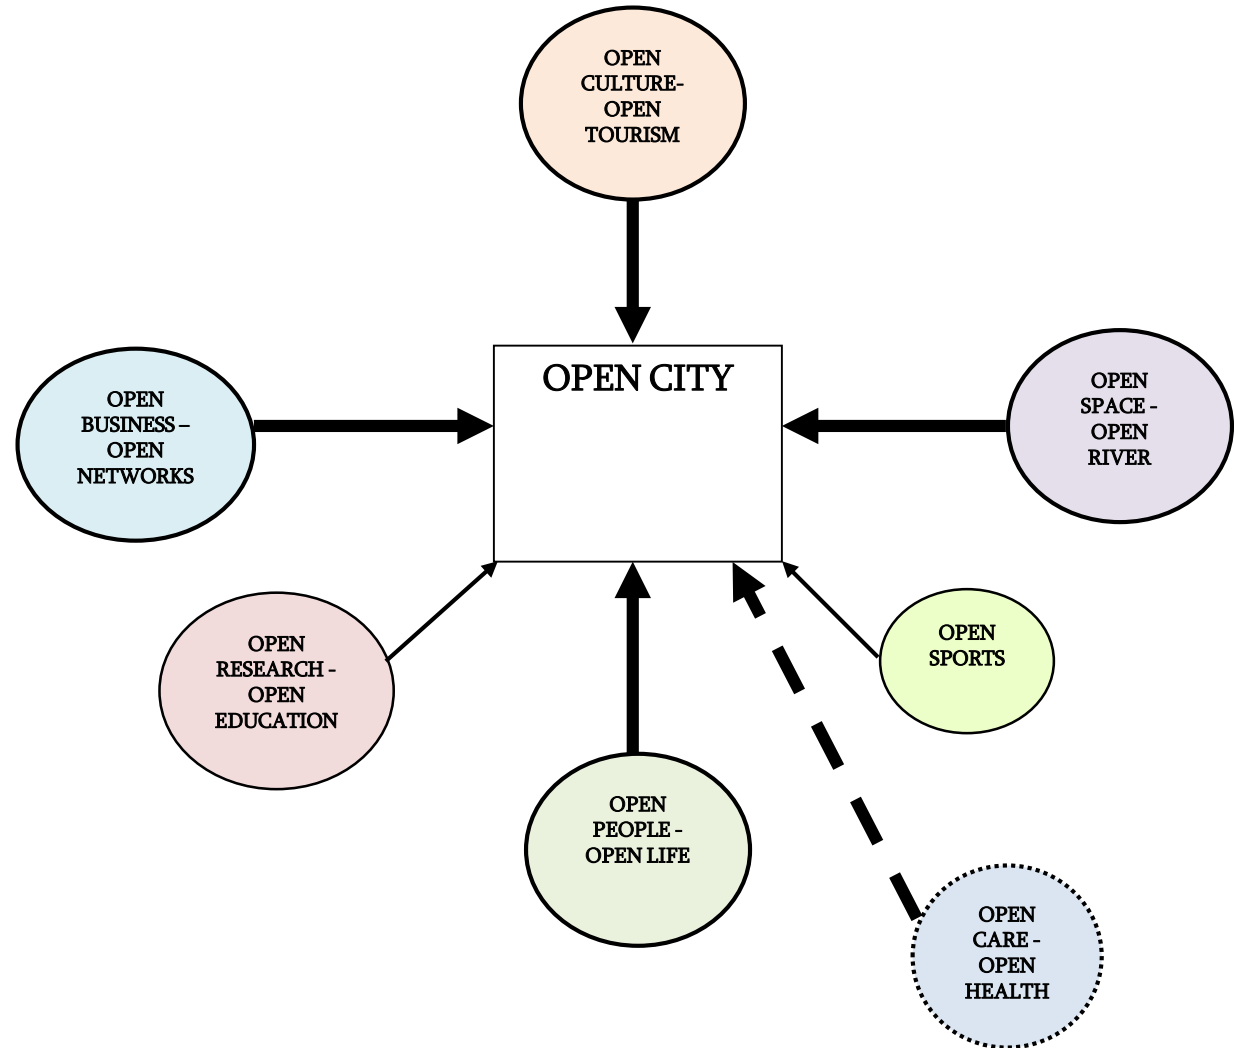 OPEN
CULTURE-
OPEN
TOURISM
OPEN CITY
OPEN
BUSINESS –
OPEN
NETWORKS
OPEN
SPACE -
OPEN
RIVER
OPEN
RESEARCH -
OPEN
EDUCATION
OPEN
SPORTS
OPEN
PEOPLE -
OPEN LIFE
OPEN
CARE -
OPEN
HEALTH